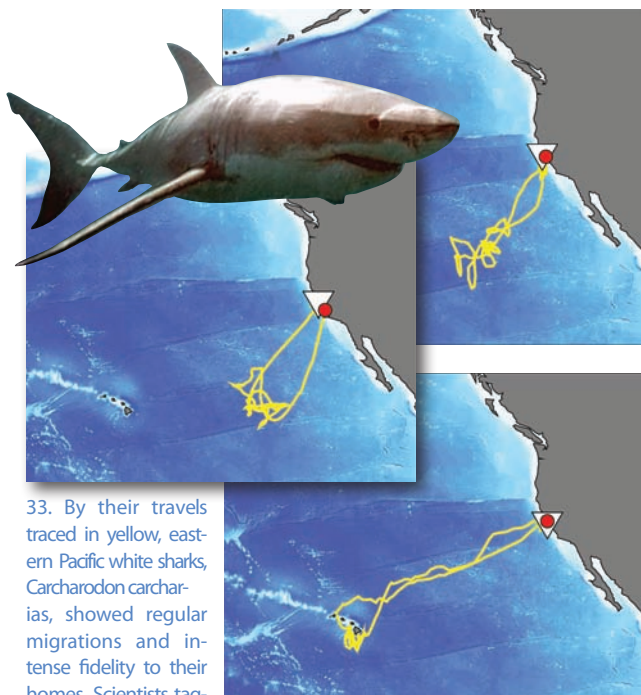 33. By their travels
traced in yellow, east-
ern Pacific white sharks,
Carcharodon carchar-
ias, showed regular
migrations and in-
tense fidelity to their
homes. Scientists tag-